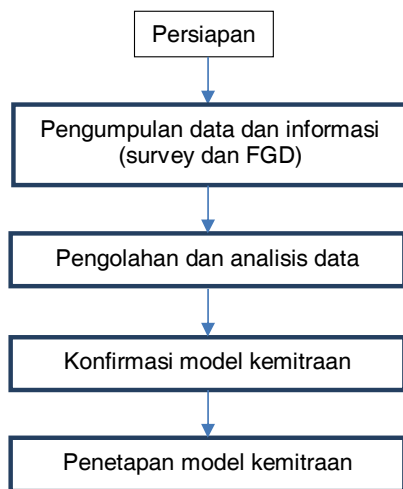 Persiapan
Pengumpulan data dan informasi
(survey dan FGD)
Pengolahan dan analisis data
Konfirmasi model kemitraan
Penetapan model kemitraan